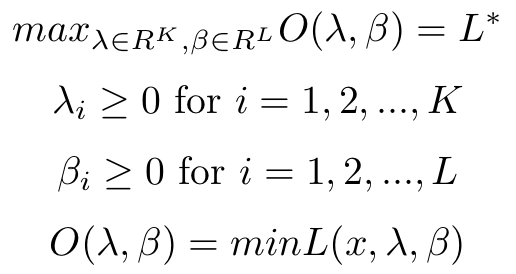 max_{λ∈R^K,β∈R^L}O(λ, β) = L*
λ_i ≥ 0 for i = 1, 2, ..., K
β_i ≥ 0 for i = 1, 2, ..., L
O(λ, β) = minL(x, λ, β)